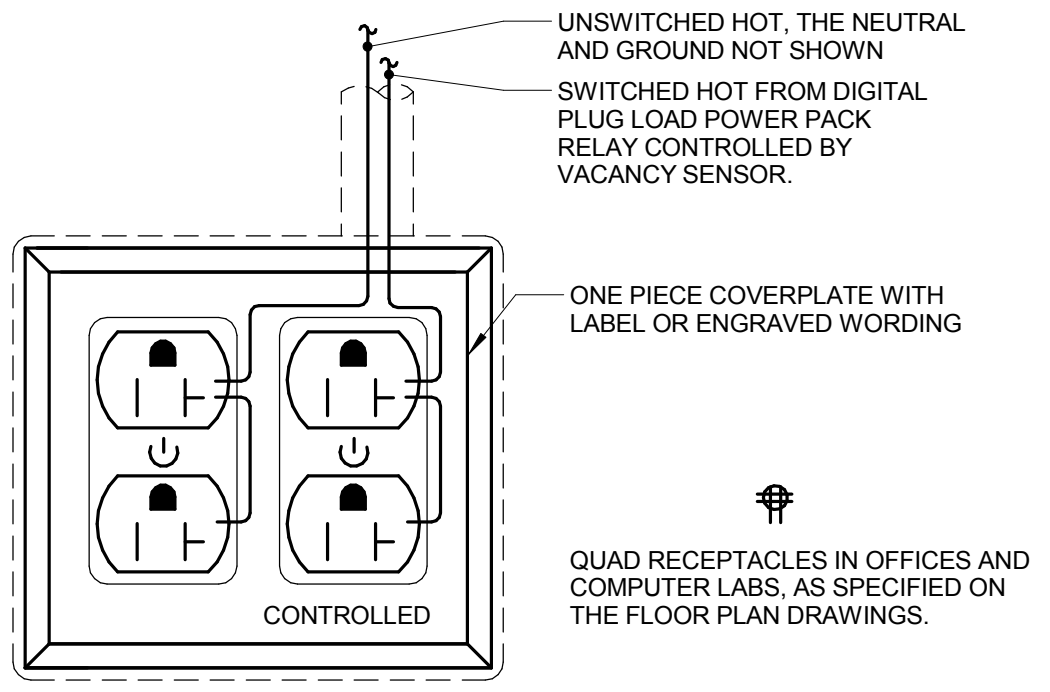 UNSWITCHED HOT, THE NEUTRAL
AND GROUND NOT SHOWN
SWITCHED HOT FROM DIGITAL
PLUG LOAD POWER PACK
RELAY CONTROLLED BY
VACANCY SENSOR.
ONE PIECE COVERPLATE WITH
LABEL OR ENGRAVED WORDING
QUAD RECEPTACLES IN OFFICES AND
COMPUTER LABS, AS SPECIFIED ON
THE FLOOR PLAN DRAWINGS.
CONTROLLED